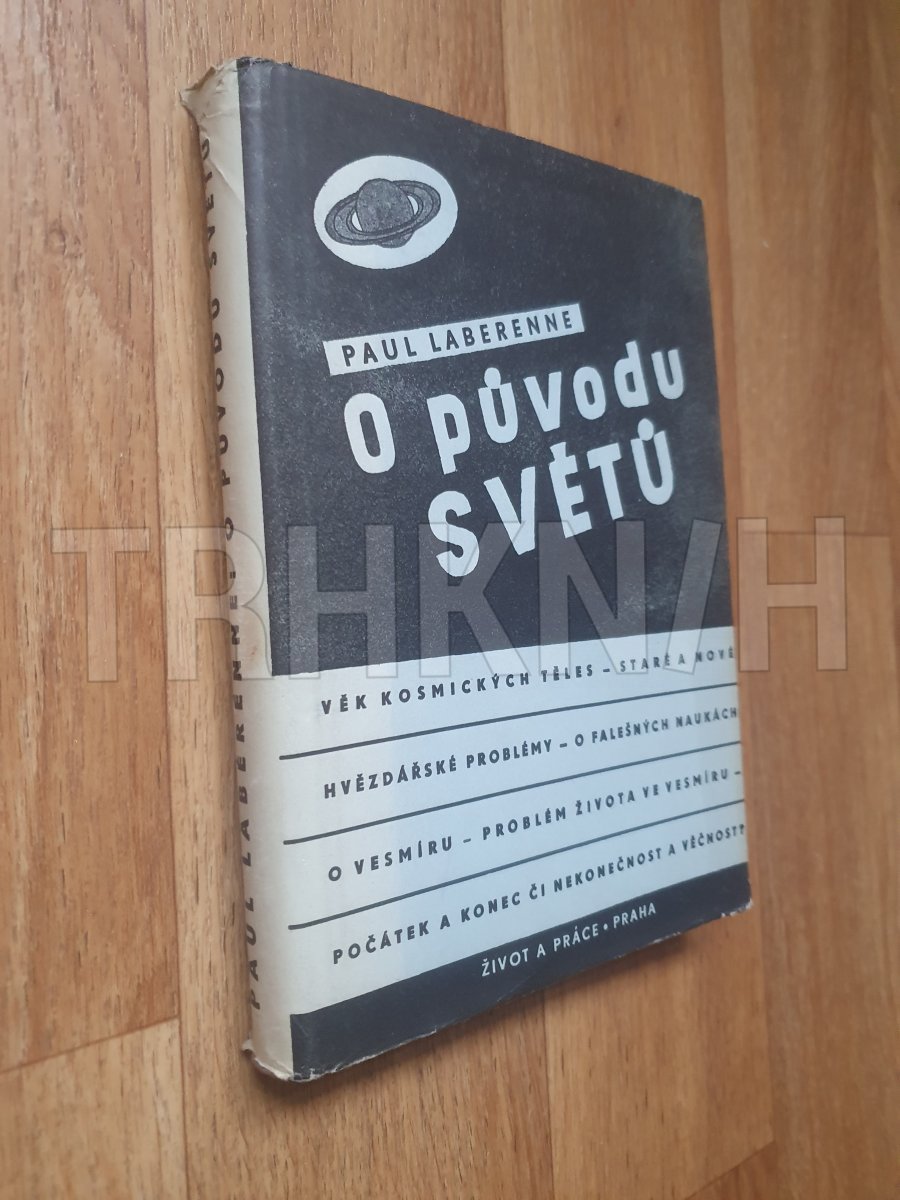 PAUL LABERENNE
O původu
SVĚTŮ
VĚK KOSMICKÝCH TĚLES – STARÉ A NOVÉ
HVĚZDÁŘSKÉ PROBLÉMY – O FALEŠNÝCH NAUKÁCH
O VESMÍRU – PROBLÉM ŽIVOTA VE VESMÍRU –
POČÁTEK A KONEC ČI NEKONEČNOST A VĚČNOST?
ŽIVOT A PRÁCE • PRAHA
PAUL LABERENNE: O PŮVODU SVĚTŮ
TRHKN/H